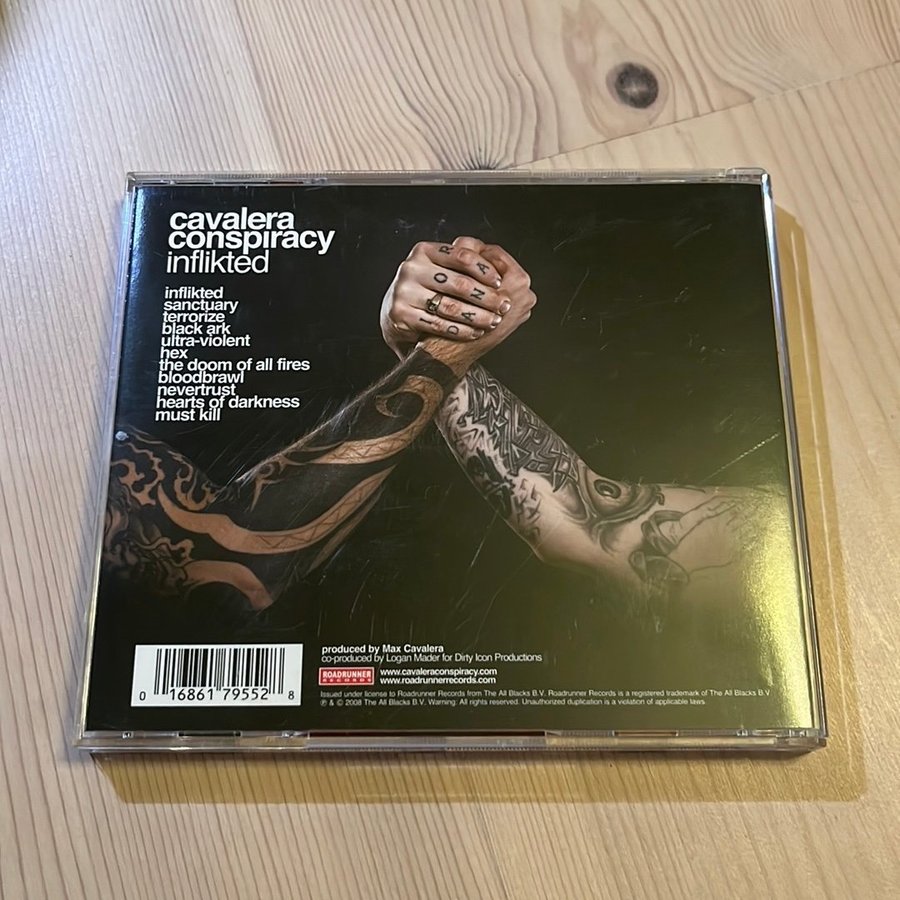 cavalera
conspiracy
inflikted
inflikted
sanctuary
terrorize
black ark
ultra-violent
hex
the doom of all fires
bloodbrawl
nevertrust
hearts of darkness
must kill
I O R
D A N A
0 16861 79552 8
produced by Max Cavalera
co-produced by Logan Mader for Dirty Icon Productions
ROADRUNNER
RECORDS
www.cavaleraconspiracy.com
www.roadrunnerrecords.com
Issued under license to Roadrunner Records from The All Blacks B.V. Roadrunner Records is a registered trademark of The All Blacks B.V
℗ & © 2008 The All Blacks B.V. Warning: All rights reserved. Unauthorized duplication is a violation of applicable laws